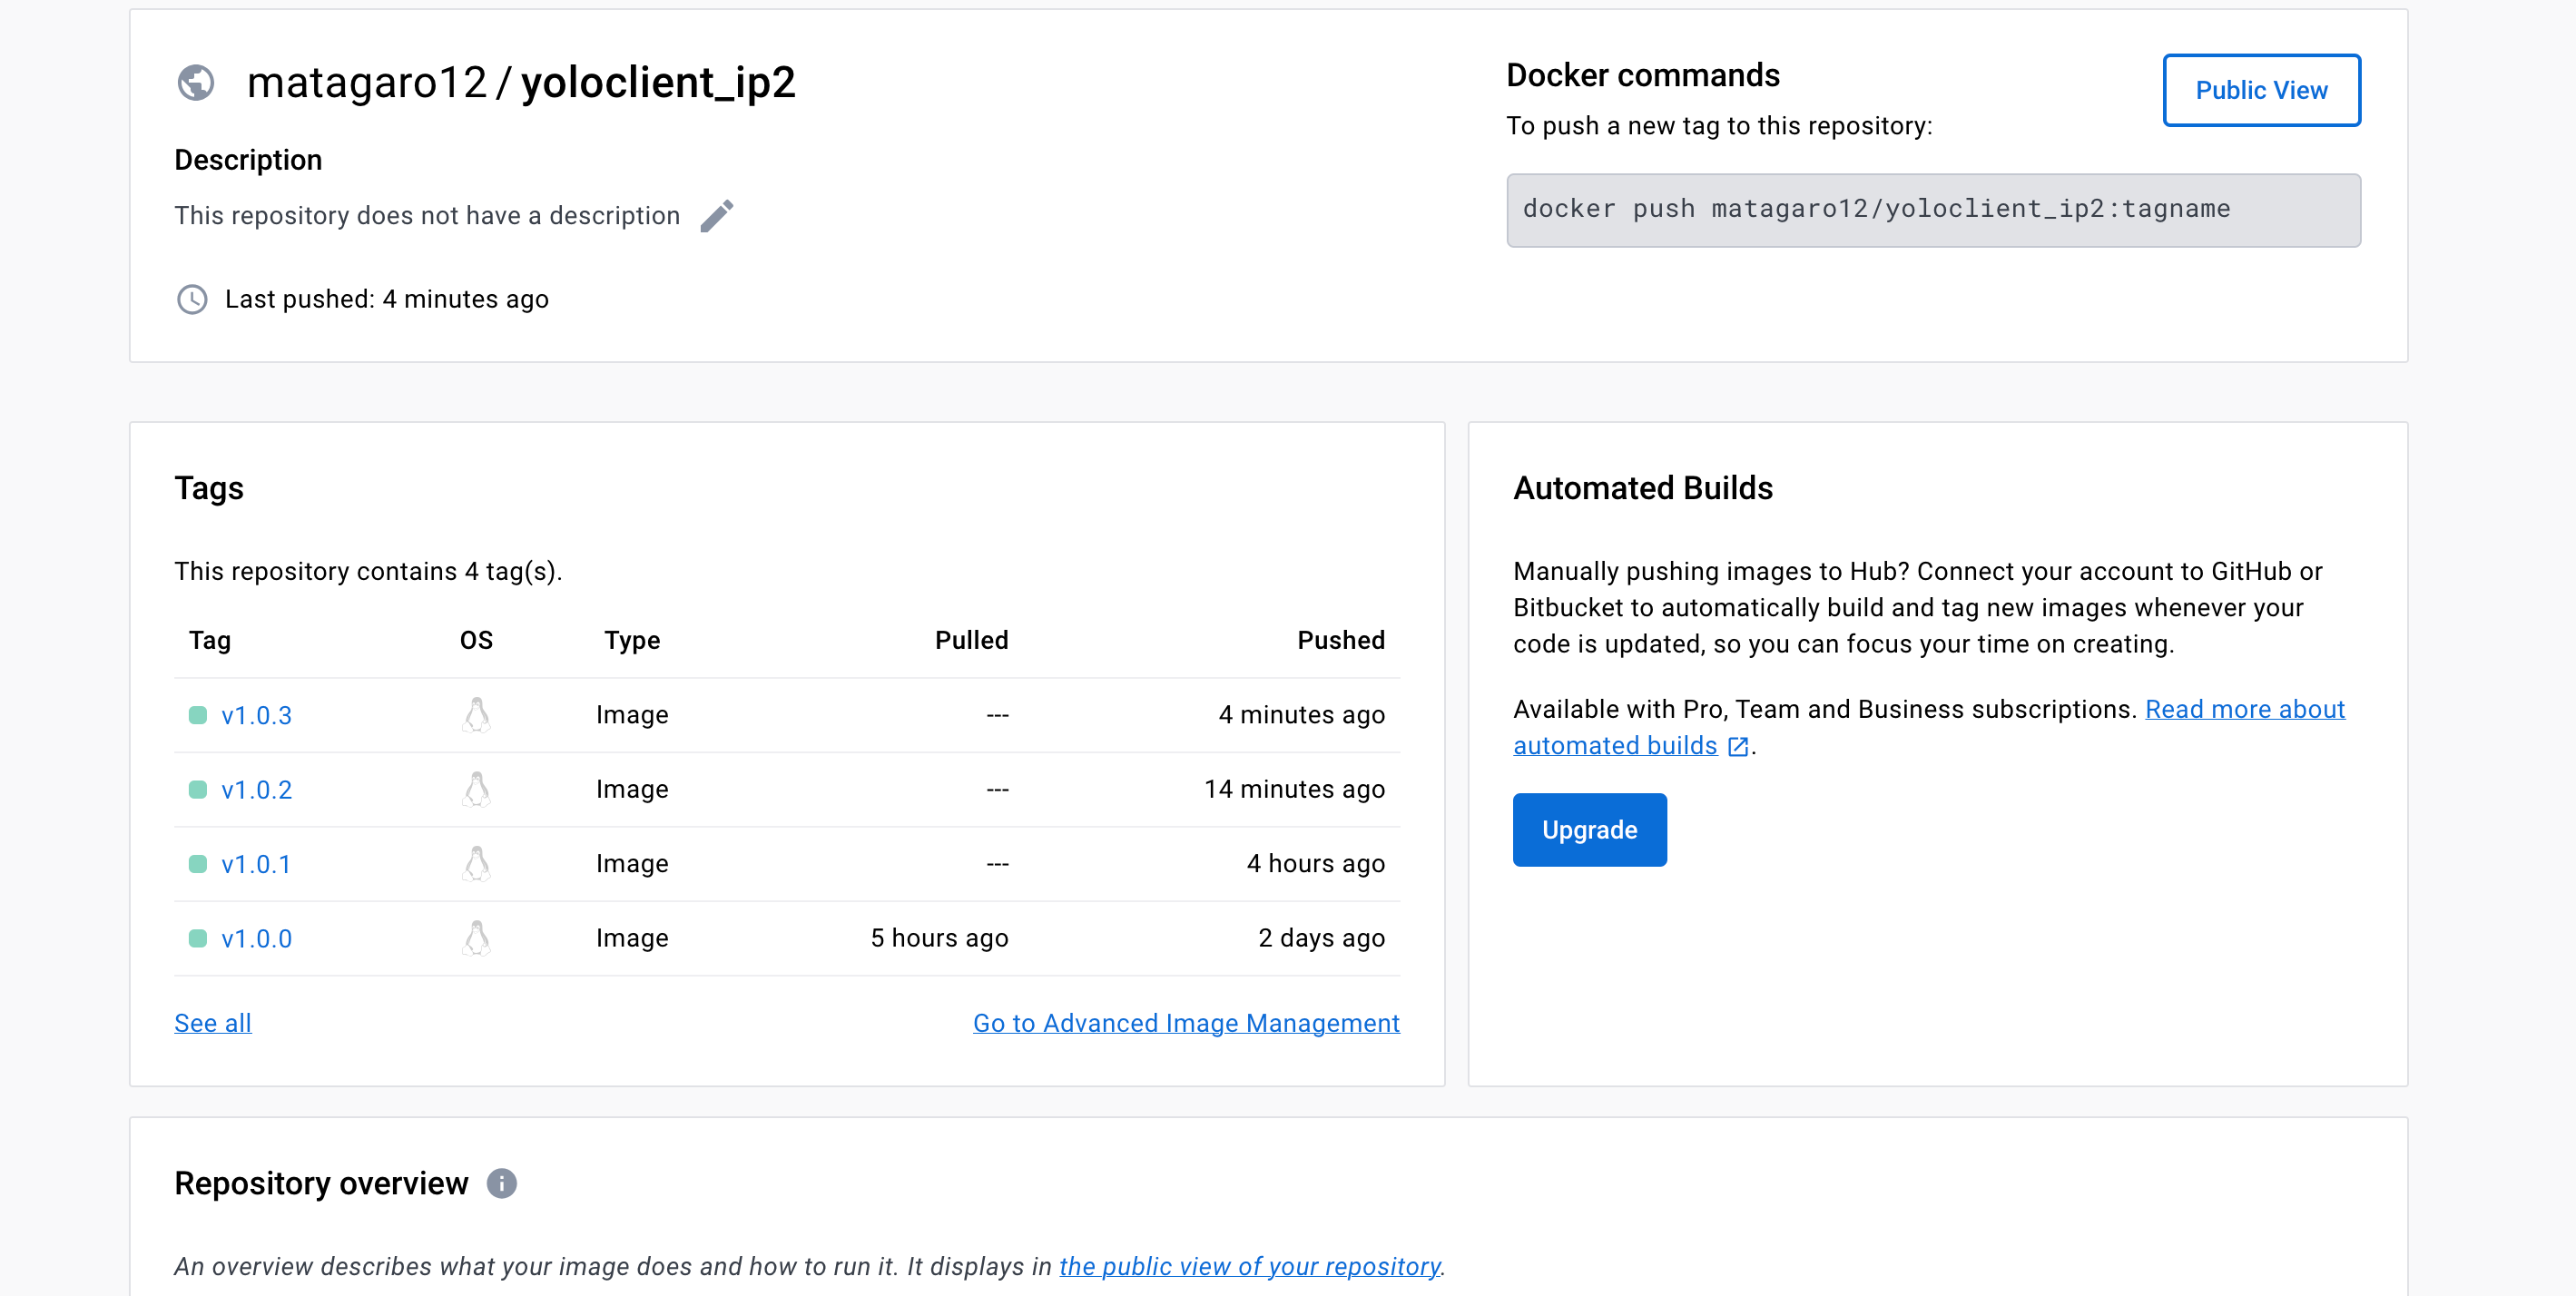 matagaro12 / yoloclient_ip2
Description
This repository does not have a description
Last pushed: 4 minutes ago
Docker commands
Public View
To push a new tag to this repository:
docker push matagaro12/yoloclient_ip2:tagname
Tags
This repository contains 4 tag(s).
Tag OS Type Pulled Pushed
v1.0.3 Image --- 4 minutes ago
v1.0.2 Image --- 14 minutes ago
v1.0.1 Image --- 4 hours ago
v1.0.0 Image 5 hours ago 2 days ago
See all Go to Advanced Image Management
Automated Builds
Manually pushing images to Hub? Connect your account to GitHub or
Bitbucket to automatically build and tag new images whenever your
code is updated, so you can focus your time on creating.
Available with Pro, Team and Business subscriptions. Read more about
automated builds.
Upgrade
Repository overview
An overview describes what your image does and how to run it. It displays in the public view of your repository.